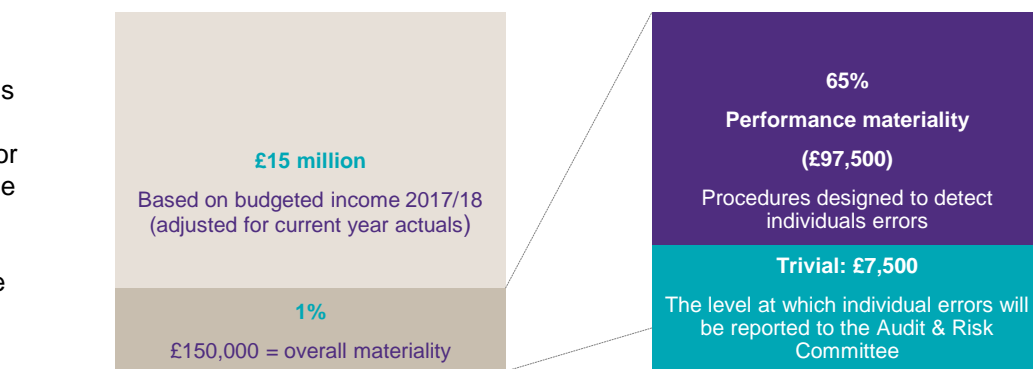 s
or
e
e
£15 million
Based on budgeted income 2017/18
(adjusted for current year actuals)
1%
£150,000 = overall materiality
65%
Performance materiality
(£97,500)
Procedures designed to detect
individuals errors
Trivial: £7,500
The level at which individual errors will
be reported to the Audit & Risk
Committee